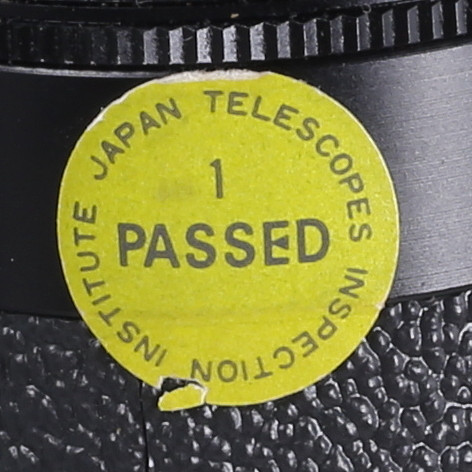 JAPAN TELESCOPES INSPECTION INSTITUTE
1
PASSED